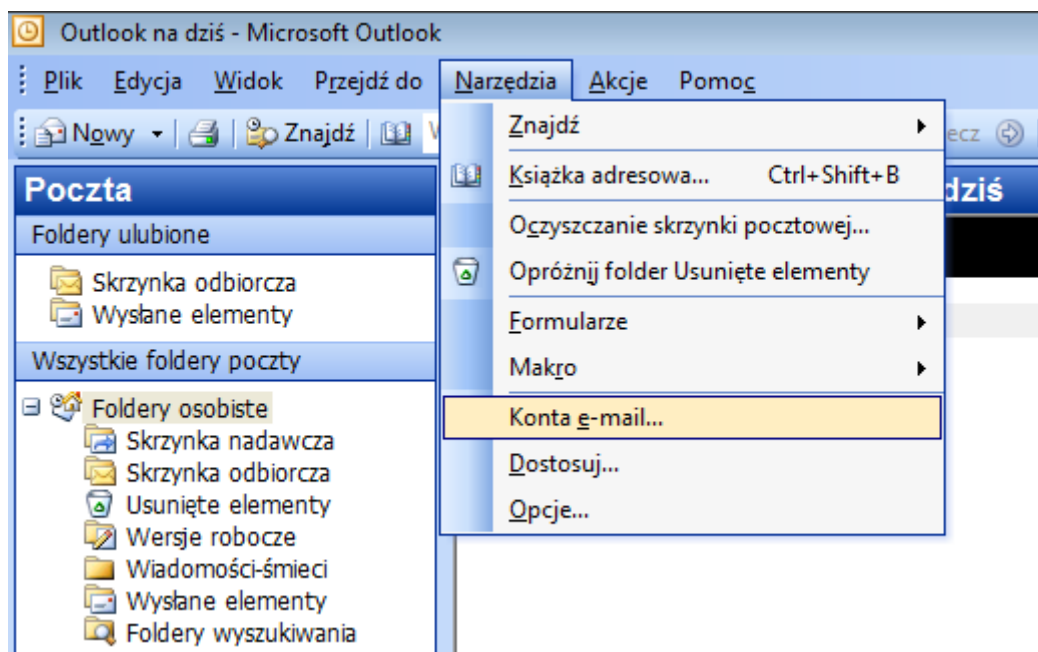 Outlook na dziś - Microsoft Outlook
Plik Edycja Widok Przejdź do Narzędzia Akcje Pomoc
Nowy Znajdź
Znajdź
Książka adresowa... Ctrl+Shift+B
Oczyszczanie skrzynki pocztowej...
Opróżnij folder Usunięte elementy
Formularze
Makro
Konta e-mail...
Dostosuj...
Opcje...
dziś
Poczta
Foldery ulubione
Skrzynka odbiorcza
Wysłane elementy
Wszystkie foldery poczty
Foldery osobiste
Skrzynka nadawcza
Skrzynka odbiorcza
Usunięte elementy
Wersje robocze
Wiadomości-śmieci
Wysłane elementy
Foldery wyszukiwania